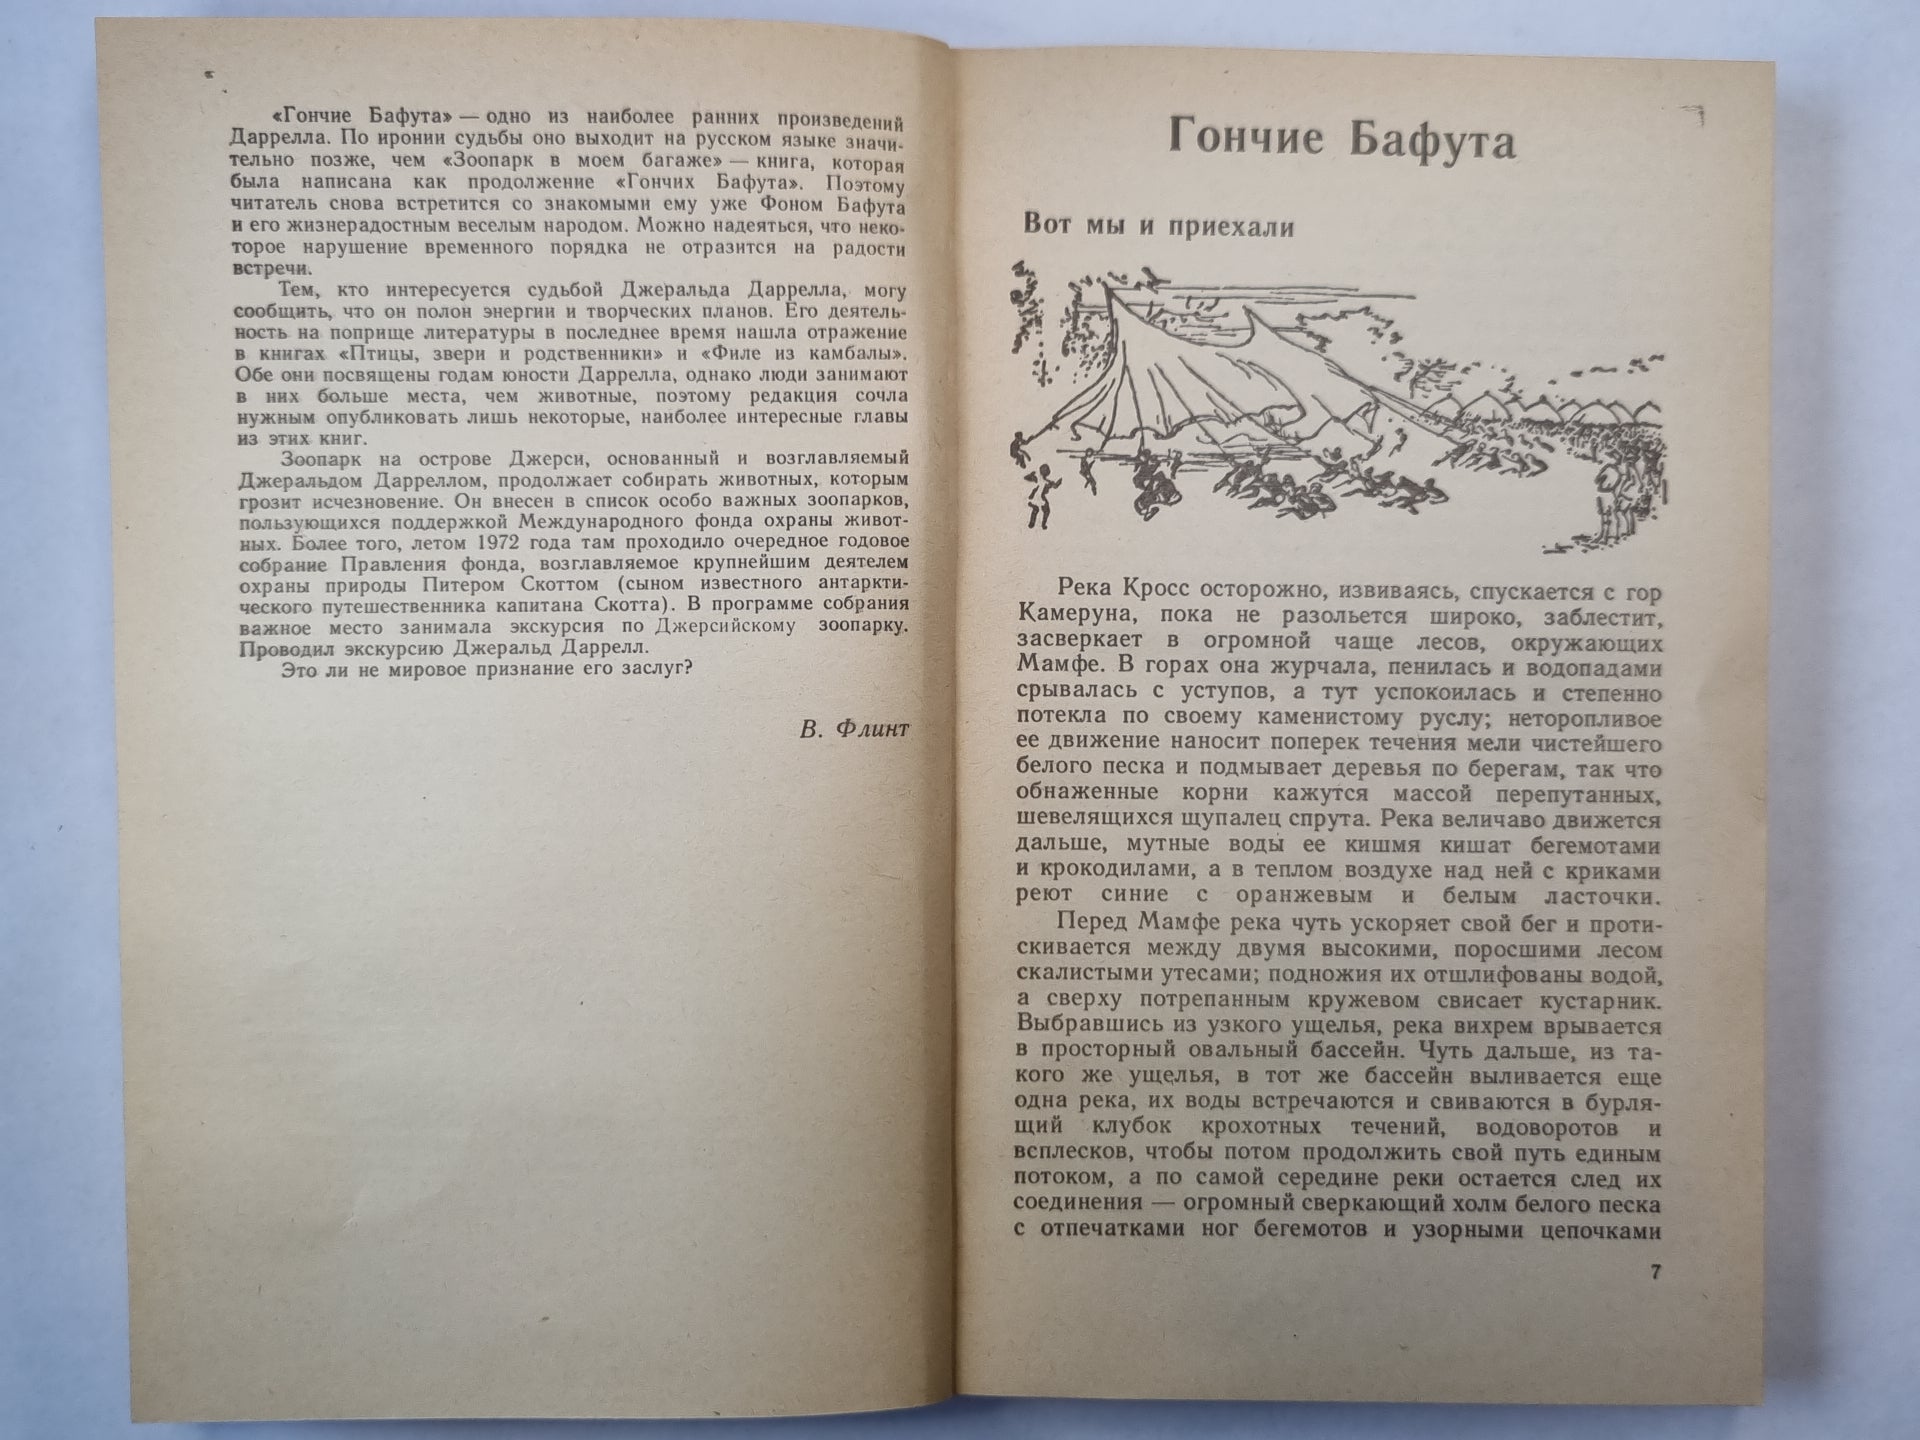 «Гончие Бафута» — одно из наиболее ранних произведений
Даррелла. По иронии судьбы оно выходит на русском языке значи-
тельно позже, чем «Зоопарк в моем багаже» — книга, которая
была написана как продолжение «Гончих Бафута». Поэтому
читатель снова встретится со знакомыми ему уже Фоном Бафута
и его жизнерадостным веселым народом. Можно надеяться, что неко-
торое нарушение временного порядка не отразится на радости
встречи.
Тем, кто интересуется судьбой Джеральда Даррелла, могу
сообщить, что он полон энергии и творческих планов. Его деятель-
ность на поприще литературы в последнее время нашла отражение
в книгах «Птицы, звери и родственники» и «Филе из камбалы».
Обе они посвящены годам юности Даррелла, однако люди занимают
в них больше места, чем животные, поэтому редакция сочла
нужным опубликовать лишь некоторые, наиболее интересные главы
из этих книг.
Зоопарк на острове Джерси, основанный и возглавляемый
Джеральдом Дарреллом, продолжает собирать животных, которым
грозит исчезновение. Он внесен в список особо важных зоопарков,
пользующихся поддержкой Международного фонда охраны живот-
ных. Более того, летом 1972 года там проходило очередное годовое
собрание Правления фонда, возглавляемое крупнейшим деятелем
охраны природы Питером Скоттом (сыном известного антаркти-
ческого путешественника капитана Скотта). В программе собрания
важное место занимала экскурсия по Джерсийскому зоопарку.
Проводил экскурсию Джеральд Даррелл.
Это ли не мировое признание его заслуг?
В. Флинт
Гончие Бафута
Вот мы и приехали
Река Кросс осторожно, извиваясь, спускается с гор
Камеруна, пока не разольется широко, заблестит,
засверкает в огромной чаще лесов, окружающих
Мамфе. В горах она журчала, пенилась и водопадами
срывалась с уступов, а тут успокоилась и степенно
потекла по своему каменистому руслу; неторопливое
ее движение наносит поперек течения мели чистейшего
белого песка и подмывает деревья по берегам, так что
обнаженные корни кажутся массой перепутанных,
шевелящихся щупалец спрута. Река величаво движется
дальше, мутные воды ее кишмя кишат бегемотами
и крокодилами, а в теплом воздухе над ней с криками
реют синие с оранжевым и белым ласточки.
Перед Мамфе река чуть ускоряет свой бег и проти-
скивается между двумя высокими, поросшими лесом
скалистыми утесами; подножия их отшлифованы водой,
а сверху потрепанным кружевом свисает кустарник.
Выбравшись из узкого ущелья, река вихрем врывается
в просторный овальный бассейн. Чуть дальше, из та-
кого же ущелья, в тот же бассейн выливается еще
одна река, их воды встречаются и свиваются в бурля-
щий клубок крохотных течений, водоворотов и
всплесков, чтобы потом продолжить свой путь единым
потоком, а по самой середине реки остается след их
соединения — огромный сверкающий холм белого песка
с отпечатками ног бегемотов и узорными цепочками
7